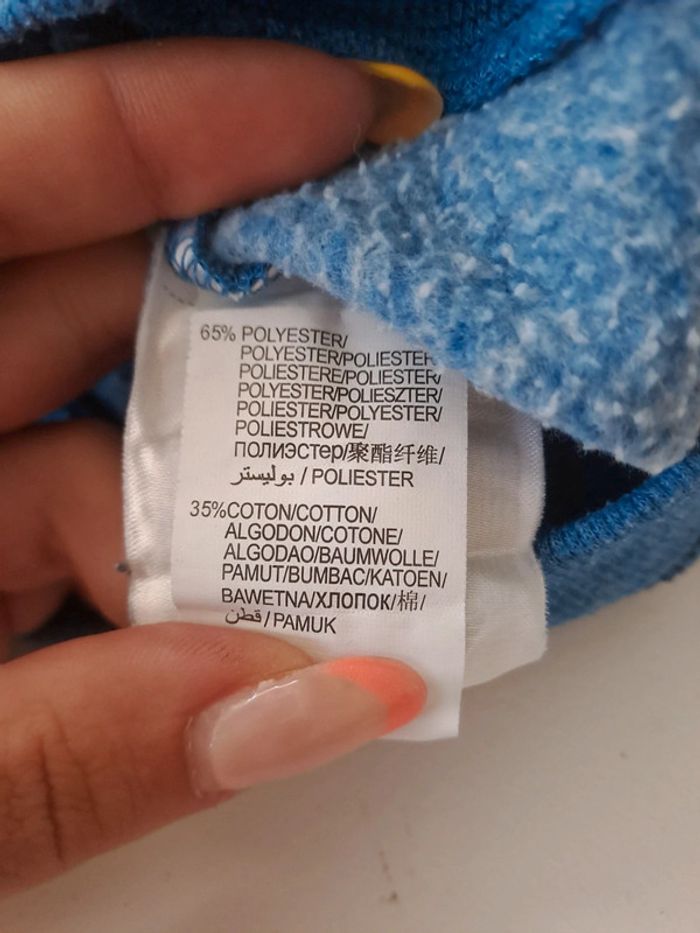 65% POLYESTER/
POLYESTER/POLIESTER
POLIESTERE/POLIESTER/
POLYESTER/POLIESZTER/
POLIESTER/POLYESTER/
POLIESTROWE/
ПОЛИЭСТер/聚酯纤维/
بوليستر / POLIESTER
35%COTON/COTTON/
ALGODON/COTONE/
ALGODAO/BAUMWOLLE/
PAMUT/BUMBAC/KATOEN/
BAWETNA/ХЛОПОК/棉/
قطن/PAMUK